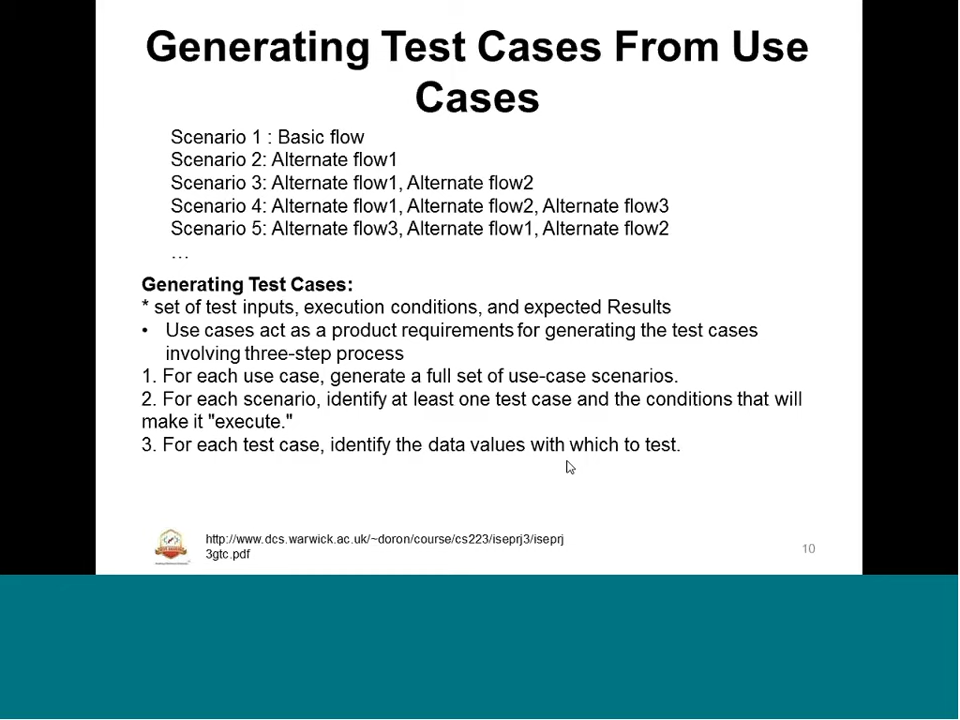 Generating Test Cases From Use
Cases
Scenario 1 : Basic flow
Scenario 2: Alternate flow1
Scenario 3: Alternate flow1, Alternate flow2
Scenario 4: Alternate flow1, Alternate flow2, Alternate flow3
Scenario 5: Alternate flow3, Alternate flow1, Alternate flow2
…
Generating Test Cases:
* set of test inputs, execution conditions, and expected Results
• Use cases act as a product requirements for generating the test cases
involving three-step process
1. For each use case, generate a full set of use-case scenarios.
2. For each scenario, identify at least one test case and the conditions that will
make it "execute."
3. For each test case, identify the data values with which to test.
http://www.dcs.warwick.ac.uk/~doron/course/cs223/iseprj3/iseprj
3gtc.pdf
10